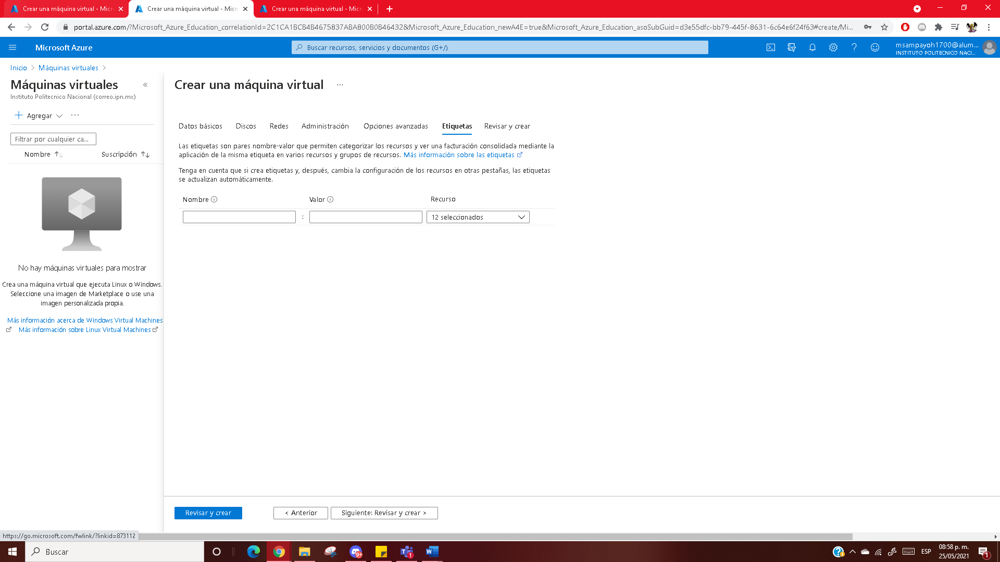 Crear una máquina virtual - Micr
Crear una máquina virtual - Micr
Crear una máquina virtual - Micr
portal.azure.com/?Microsoft_Azure_Education_correlationId=2C1CA1BCB4B4675837ABA800B0B46432&Microsoft_Azure_Education_newA4E=true&Microsoft_Azure_Education_asoSubGuid=d3e55dfc-bb79-445f-8631-6c64e6f24f63#create/Mi...
Microsoft Azure
Buscar recursos, servicios y documentos (G+/)
msampayoh1700@alum...
INSTITUTO POLITECNICO NACI...
Inicio
Máquinas virtuales
Máquinas virtuales
Instituto Politecnico Nacional (correo.ipn.mx)
Agregar
Filtrar por cualquier ca...
Nombre
Suscripción
No hay máquinas virtuales para mostrar
Crea una máquina virtual que ejecuta Linux o Windows.
Seleccione una imagen de Marketplace o use una
imagen personalizada propia.
Más información acerca de Windows Virtual Machines
Más información sobre Linux Virtual Machines
Crear una máquina virtual
Datos básicos Discos Redes Administración Opciones avanzadas Etiquetas Revisar y crear
Las etiquetas son pares nombre-valor que permiten categorizar los recursos y ver una facturación consolidada mediante la
aplicación de la misma etiqueta en varios recursos y grupos de recursos. Más información sobre las etiquetas
Tenga en cuenta que si crea etiquetas y, después, cambia la configuración de los recursos en otras pestañas, las etiquetas
se actualizan automáticamente.
Nombre Valor Recurso
: 12 seleccionados
Revisar y crear < Anterior Siguiente: Revisar y crear >
https://go.microsoft.com/fwlink/?linkid=873112
Buscar
9+
1
ESP
08:58 p. m.
25/05/2021
1